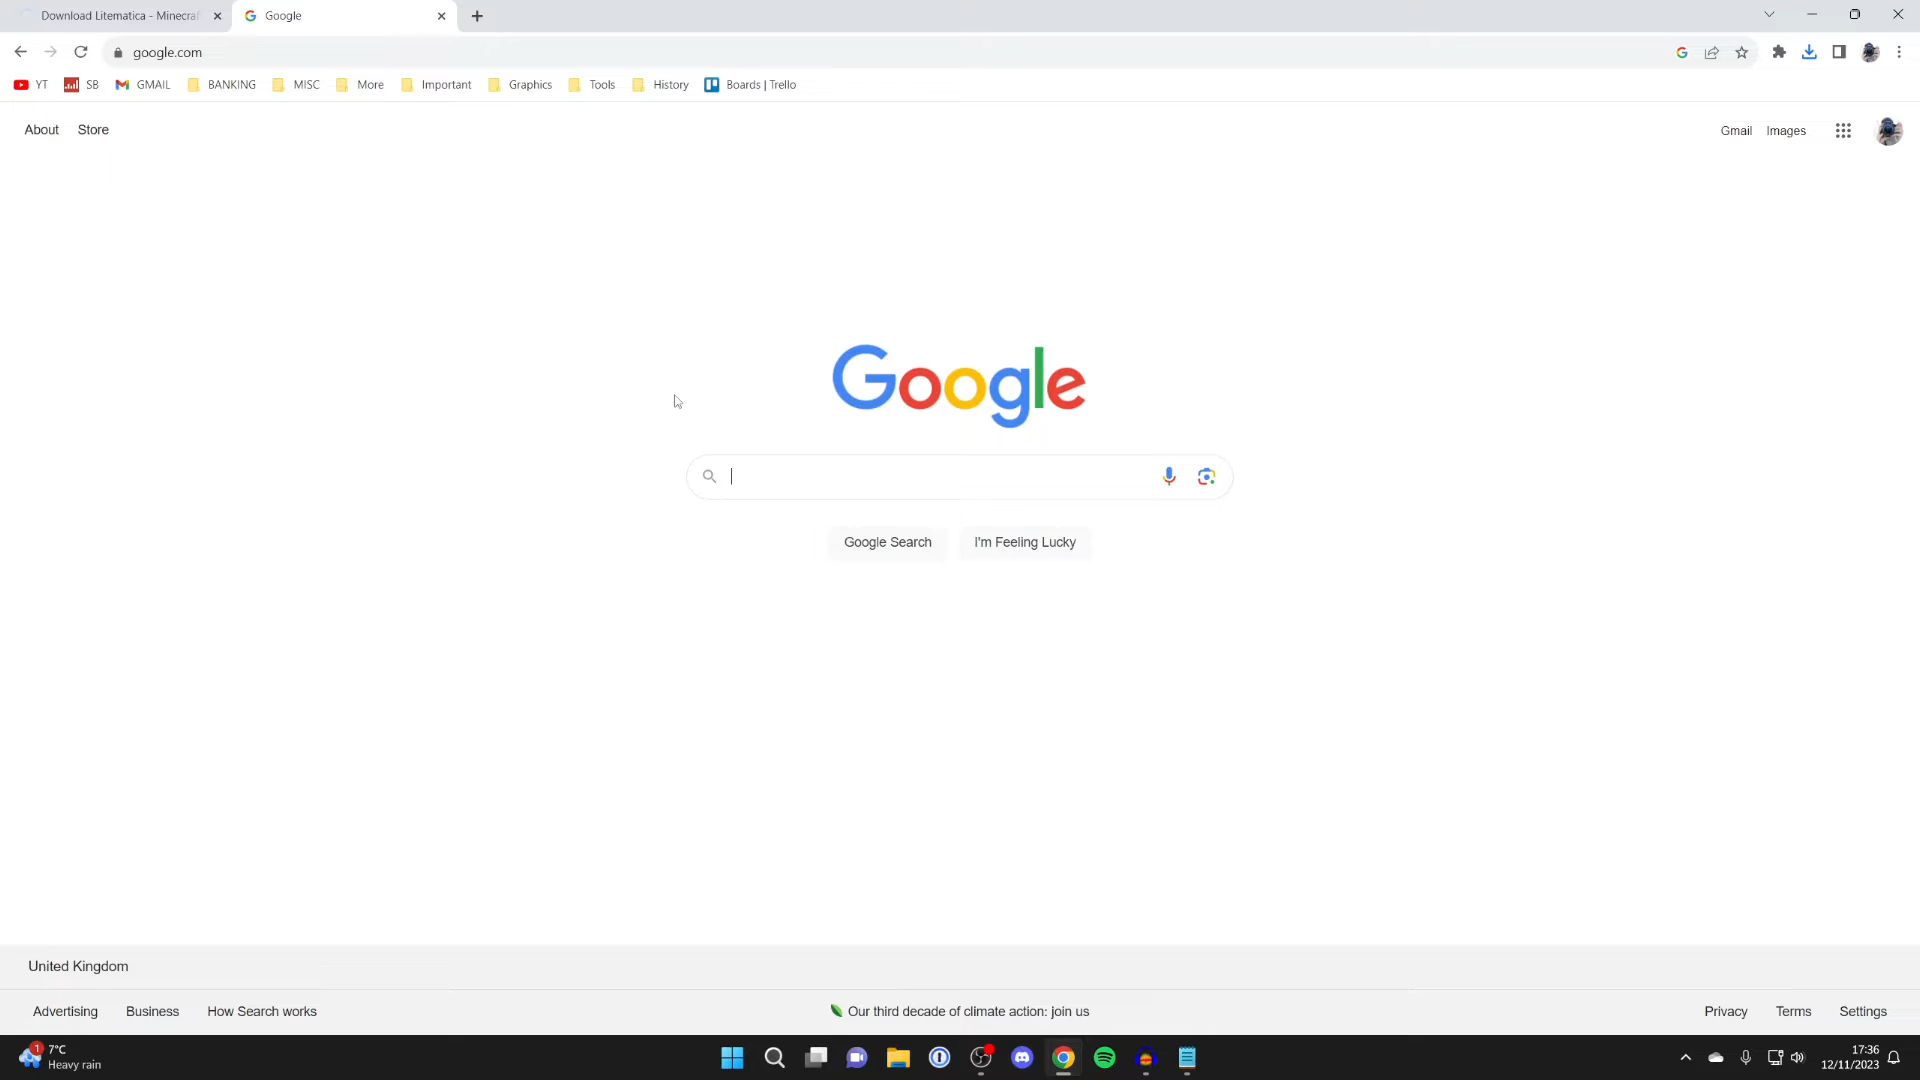 Download Litematica - Minecraf
Google
google.com
YT
SB
GMAIL
BANKING
MISC
More
Important
Graphics
Tools
History
Boards | Trello
About
Store
Gmail
Images
Google
Google Search
I'm Feeling Lucky
United Kingdom
Advertising
Business
How Search works
Our third decade of climate action: join us
Privacy
Terms
Settings
1
7°C
Heavy rain
17:36
12/11/2023